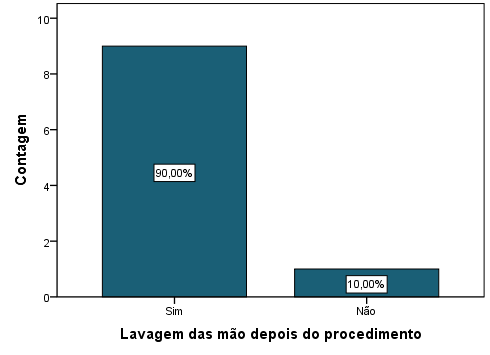 10
8
6
4
2
0
Contagem
90,00%
10,00%
Sim
Não
Lavagem das mão depois do procedimento